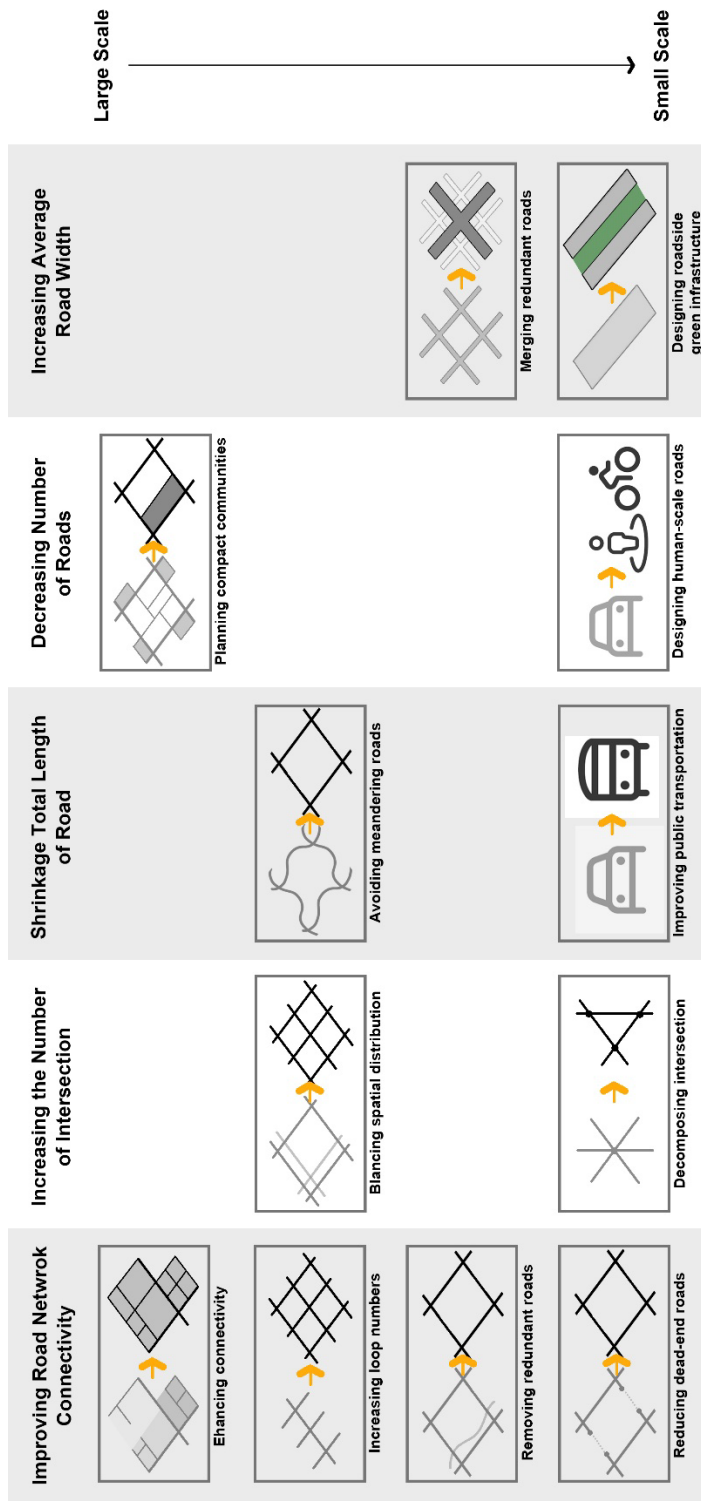 Improving Road Netwrok
Connectivity
Increasing the Number
of Intersection
Shrinkage Total Length
of Road
Decreasing Number
of Roads
Increasing Average
Road Width
Large Scale
Ehancing connectivity
Planning compact communities
Increasing loop numbers
Blancing spatial distribution
Avoiding meandering roads
Removing redundant roads
Merging redundant roads
Reducing dead-end roads
Decomposing intersection
Improving public transportation
Designing human-scale roads
Designing roadside
green infrastructure
Small Scale